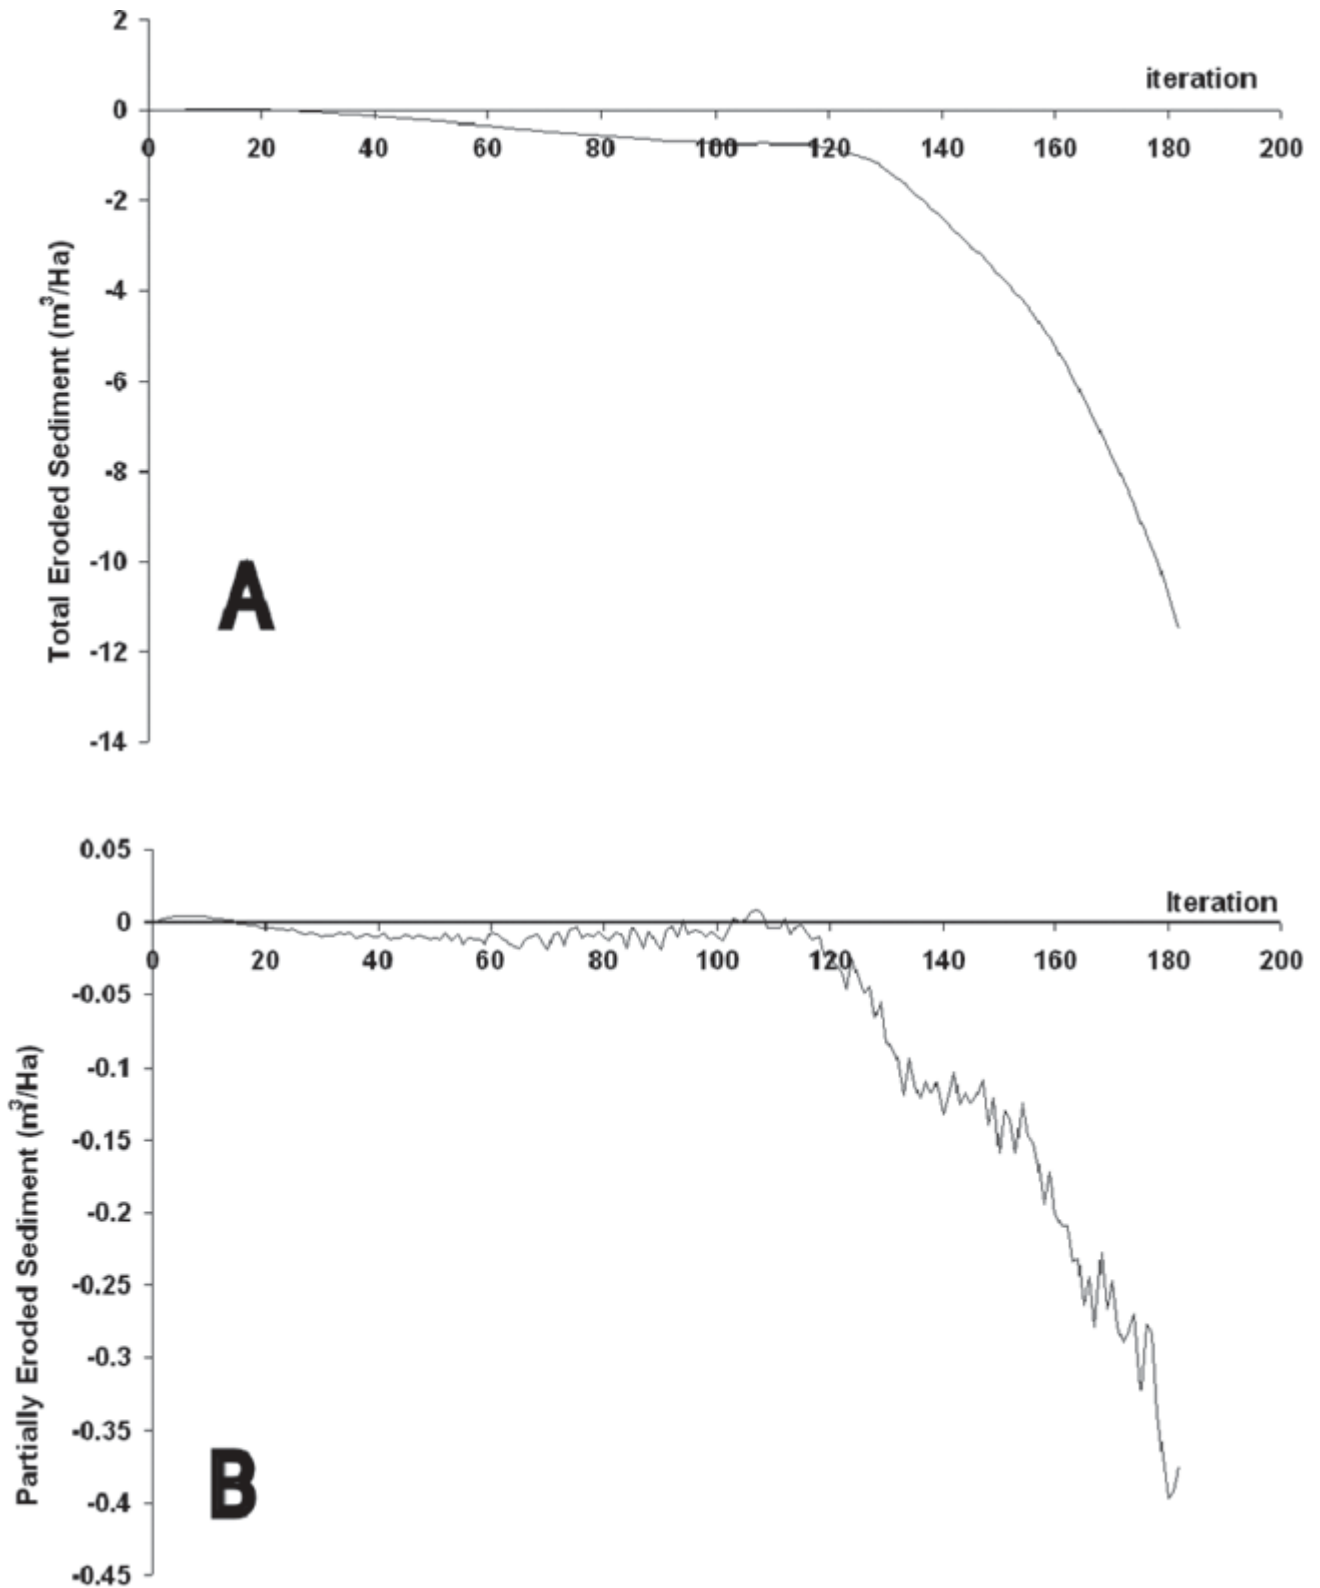 2
iteration
0
0 20 40 60 80 100 120 140 160 180 200
-2
-4
-6
-8
-10
-12
-14
Total Eroded Sediment (m³/Ha)
A
0.05
Iteration
0
0 20 40 60 80 100 120 140 160 180 200
-0.05
-0.1
-0.15
-0.2
-0.25
-0.3
-0.35
-0.4
-0.45
Partially Eroded Sediment (m³/Ha)
B